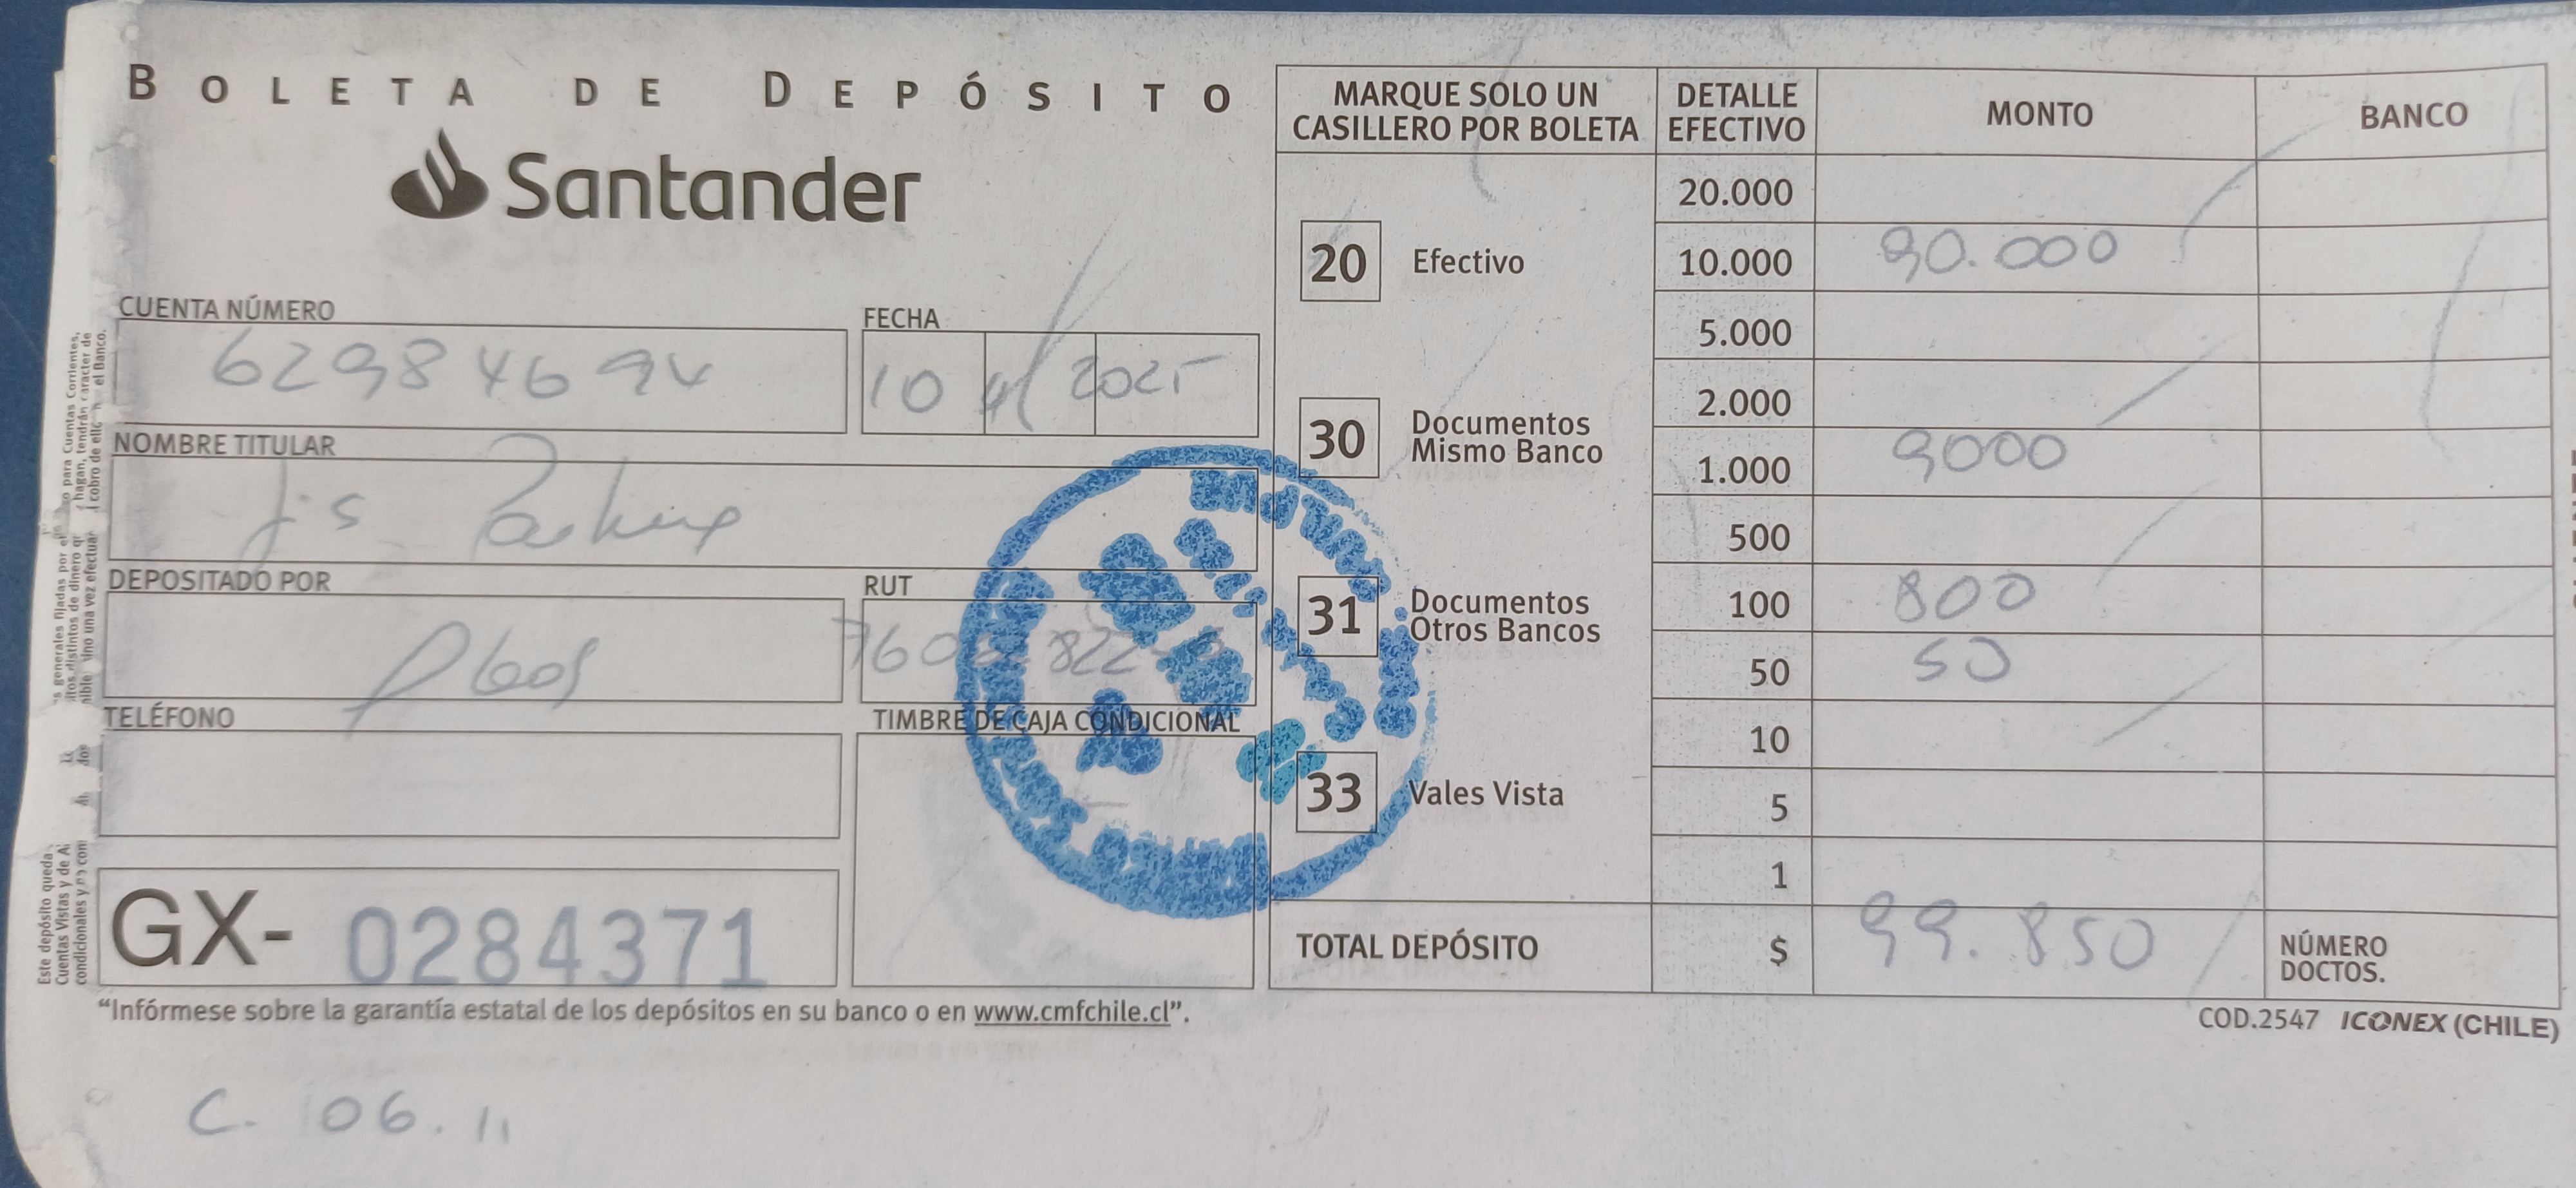 BOLETA DE DEPÓSITO
Santander
CUENTA NÚMERO
62984694
FECHA
10 2025
NOMBRE TITULAR
DEPOSITADO POR
RUT
822
TELÉFONO
TIMBRE DE CAJA CONDICIONAL
GX- 0284371
"Infórmese sobre la garantía estatal de los depósitos en su banco o en www.cmfchile.cl".
C. 06.11
MARQUE SOLO UN
CASILLERO POR BOLETA
20 Efectivo
30 Documentos
Mismo Banco
31 Documentos
Otros Bancos
33 Vales Vista
DETALLE
EFECTIVO
MONTO
BANCO
20.000
10.000 90.000
5.000
2.000
1.000 9000
500
100 800
50 50
10
5
1
TOTAL DEPÓSITO $ 99.850
NÚMERO
DOCTOS.
COD.2547 ICONEX (CHILE)